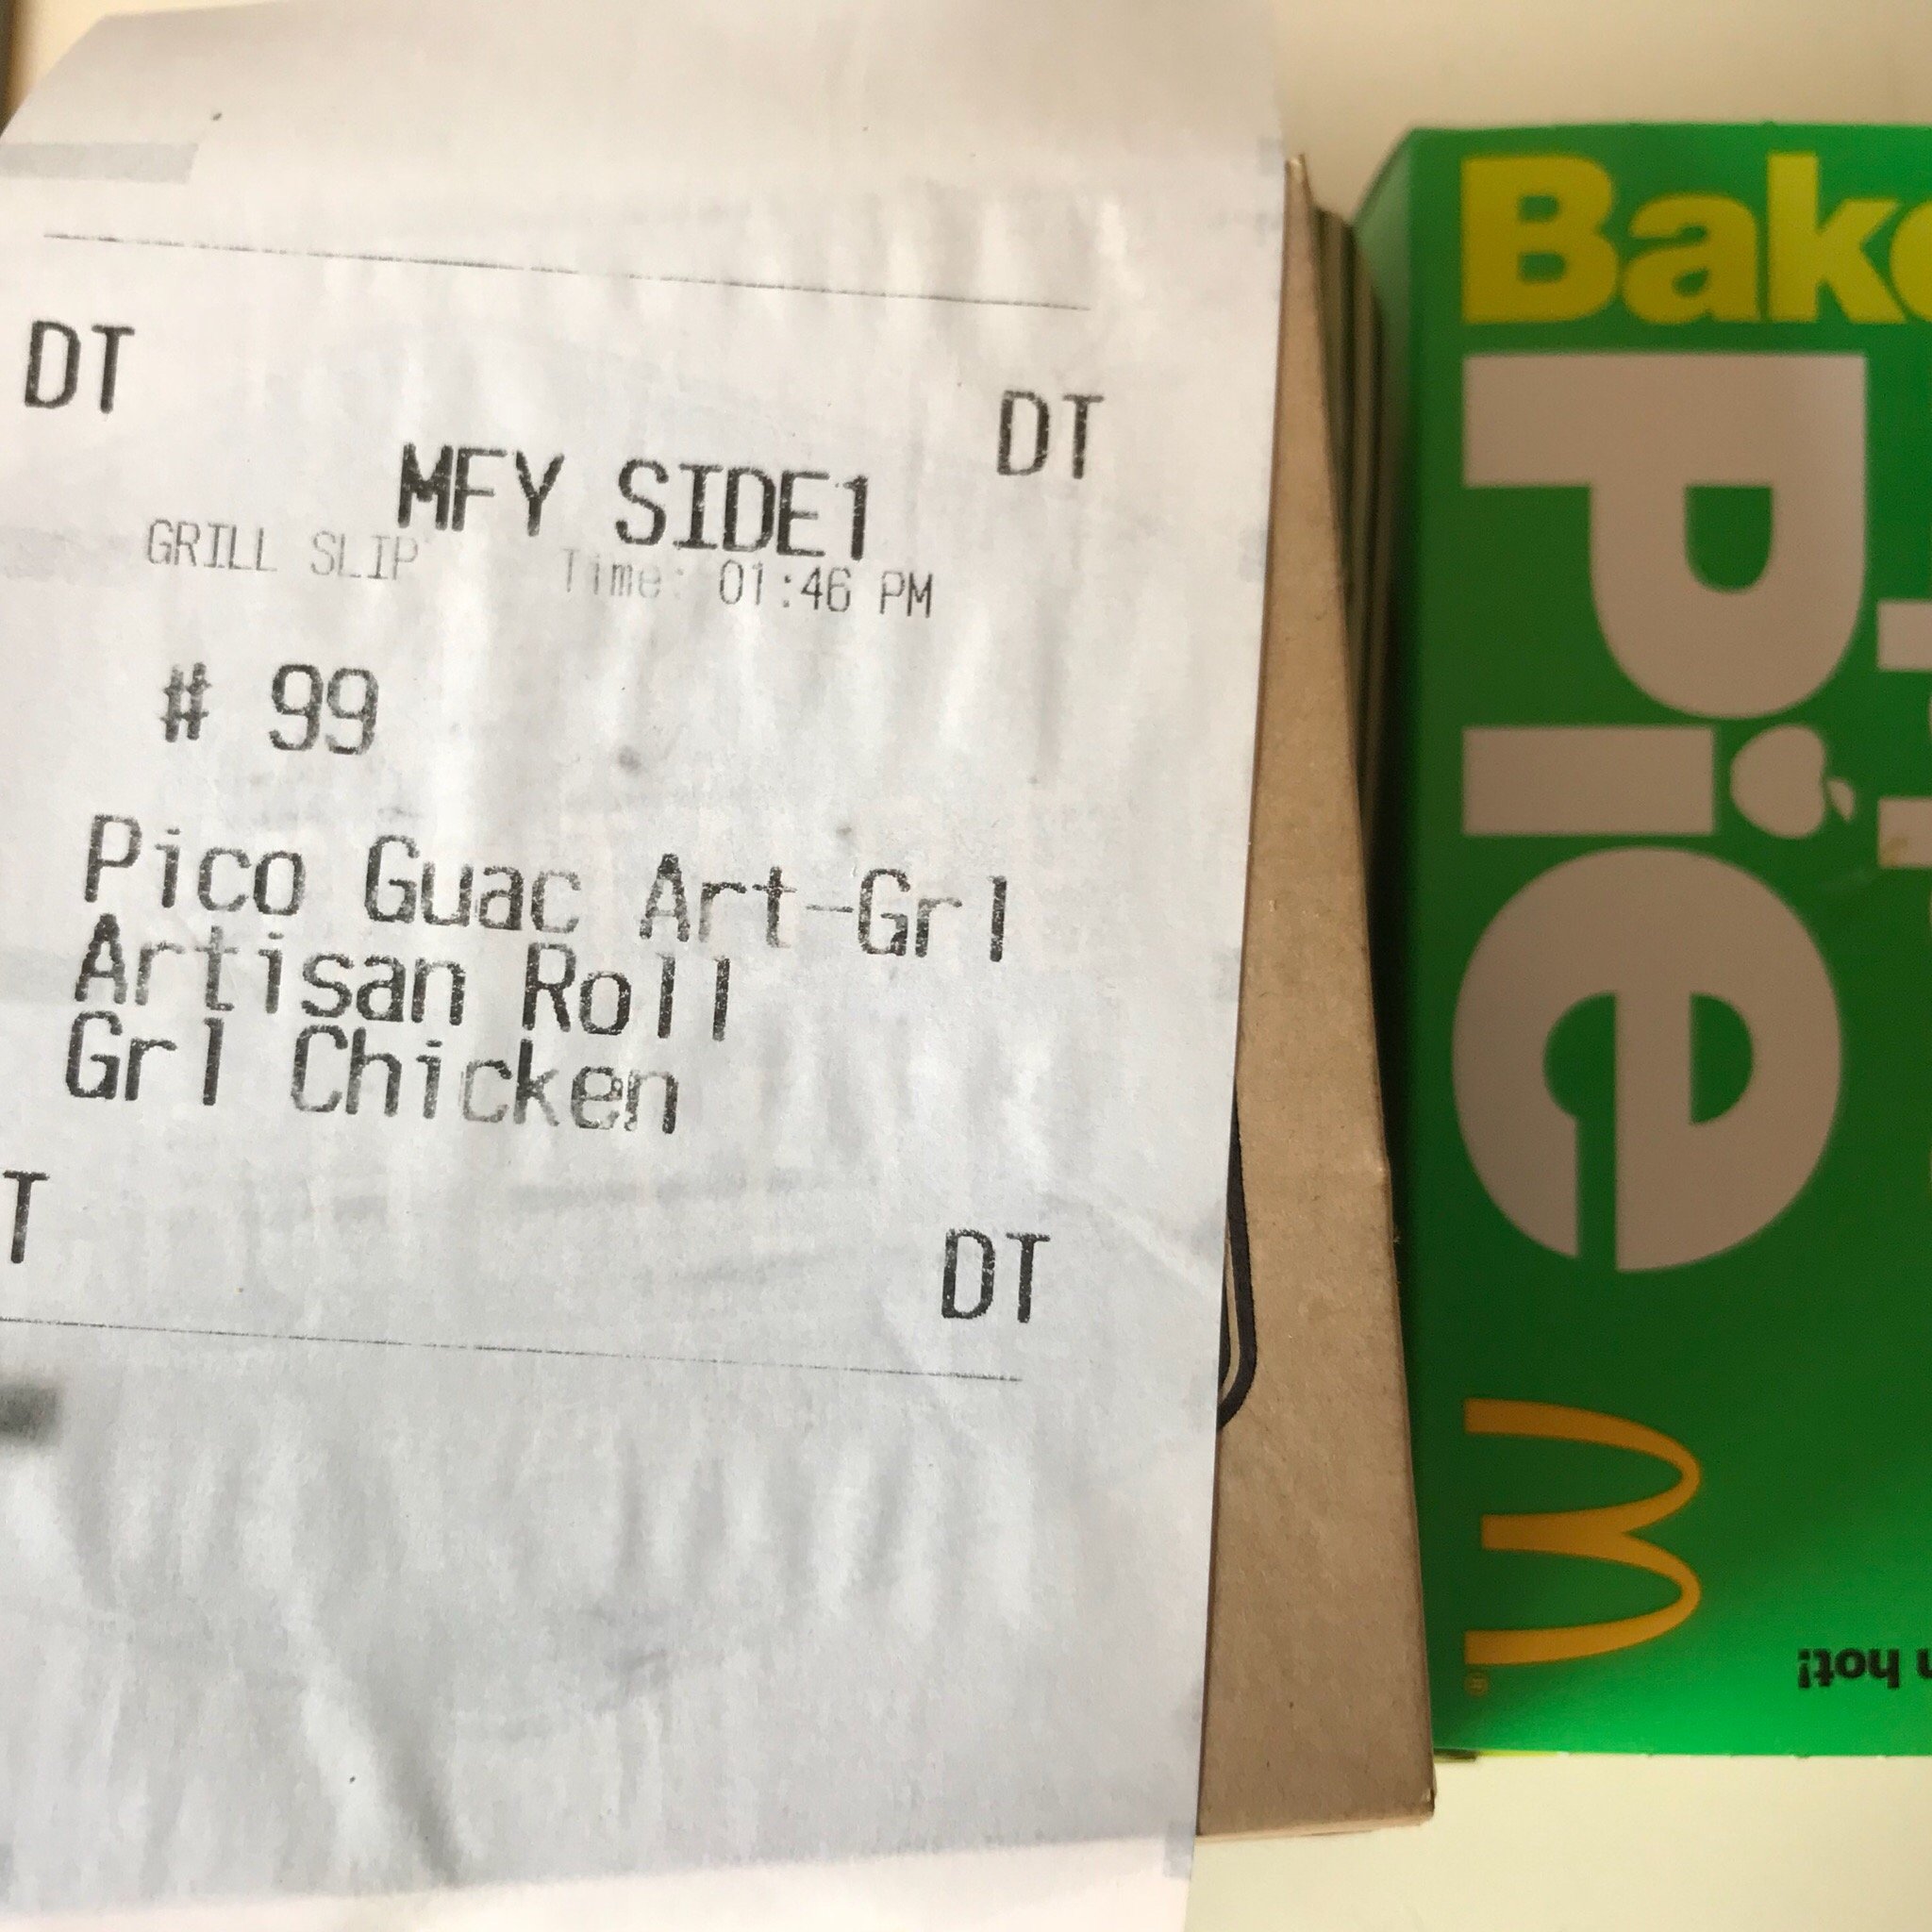 DT DT
MFY SIDE1
GRILL SLIP Time: 01:46 PM
# 99
Pico Guac Art-Grl
Artisan Roll
Grl Chicken
T DT
Bake
Pie
hot!